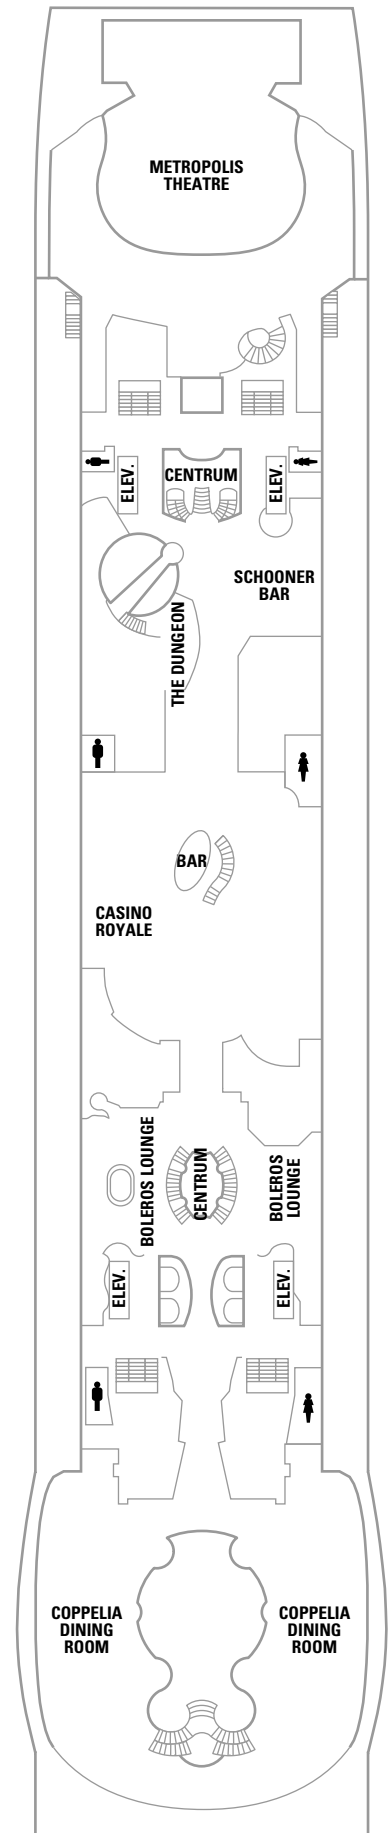 METROPOLIS
THEATRE
ELEV.
CENTRUM
ELEV.
SCHOONER
BAR
THE DUNGEON
BAR
CASINO
ROYALE
BOLEROS LOUNGE
CENTRUM
BOLEROS
LOUNGE
ELEV.
ELEV.
COPPELIA
DINING
ROOM
COPPELIA
DINING
ROOM